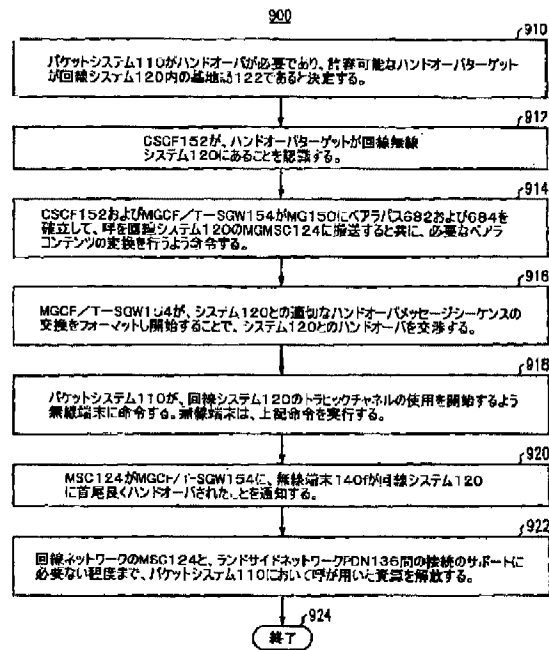 900
910
パケットシステム110がハンドオーバが必要であり、許容可能なハンドオーバターゲット
が回線システム120内の基地局122であると決定する。
912
CSCF152が、ハンドオーバターゲットが回線無線
システム120にあることを認識する。
914
CSCF152およびMGCF/T-SGW154がMG150にベアラパス682および684を
確立して、呼を回線システム120のMGMSC124に搬送すると共に、必要なベアラ
コンテンツの変換を行うよう命令する。
916
MGCF/T-SGW154が、システム120との適切なハンドオーバメッセージシーケンスの
交換をフォーマットし開始することで、システム120とのハンドオーバを交渉する。
918
パケットシステム110が、回線システム120のトラヒックチャネルの使用を開始するよう
無線端末に命令する。無線端末は、上記命令を実行する。
920
MSC124がMGCF/T-SGW154に、無線端末140fが回線システム120
に首尾良くハンドオーバされたことを通知する。
922
回線ネットワークのMSC124と、ランドサイドネットワークPDN136間の接続のサポートに
必要ない程度まで、パケットシステム110において呼が用いた資源を解放する。
924
終了